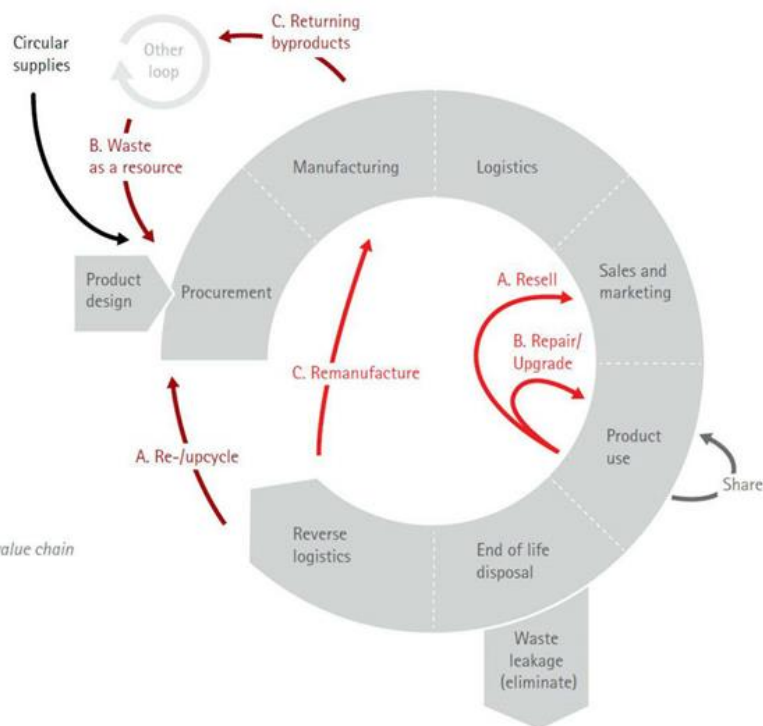 Circular
supplies
Other
loop
C. Returning
byproducts
B. Waste
as a resource
Manufacturing
Logistics
Product
design
Procurement
A. Resell
Sales and
marketing
B. Repair/
Upgrade
C. Remanufacture
Product
use
A. Re-/upcycle
Share
Reverse
logistics
End of life
disposal
value chain
Waste
leakage
(eliminate)